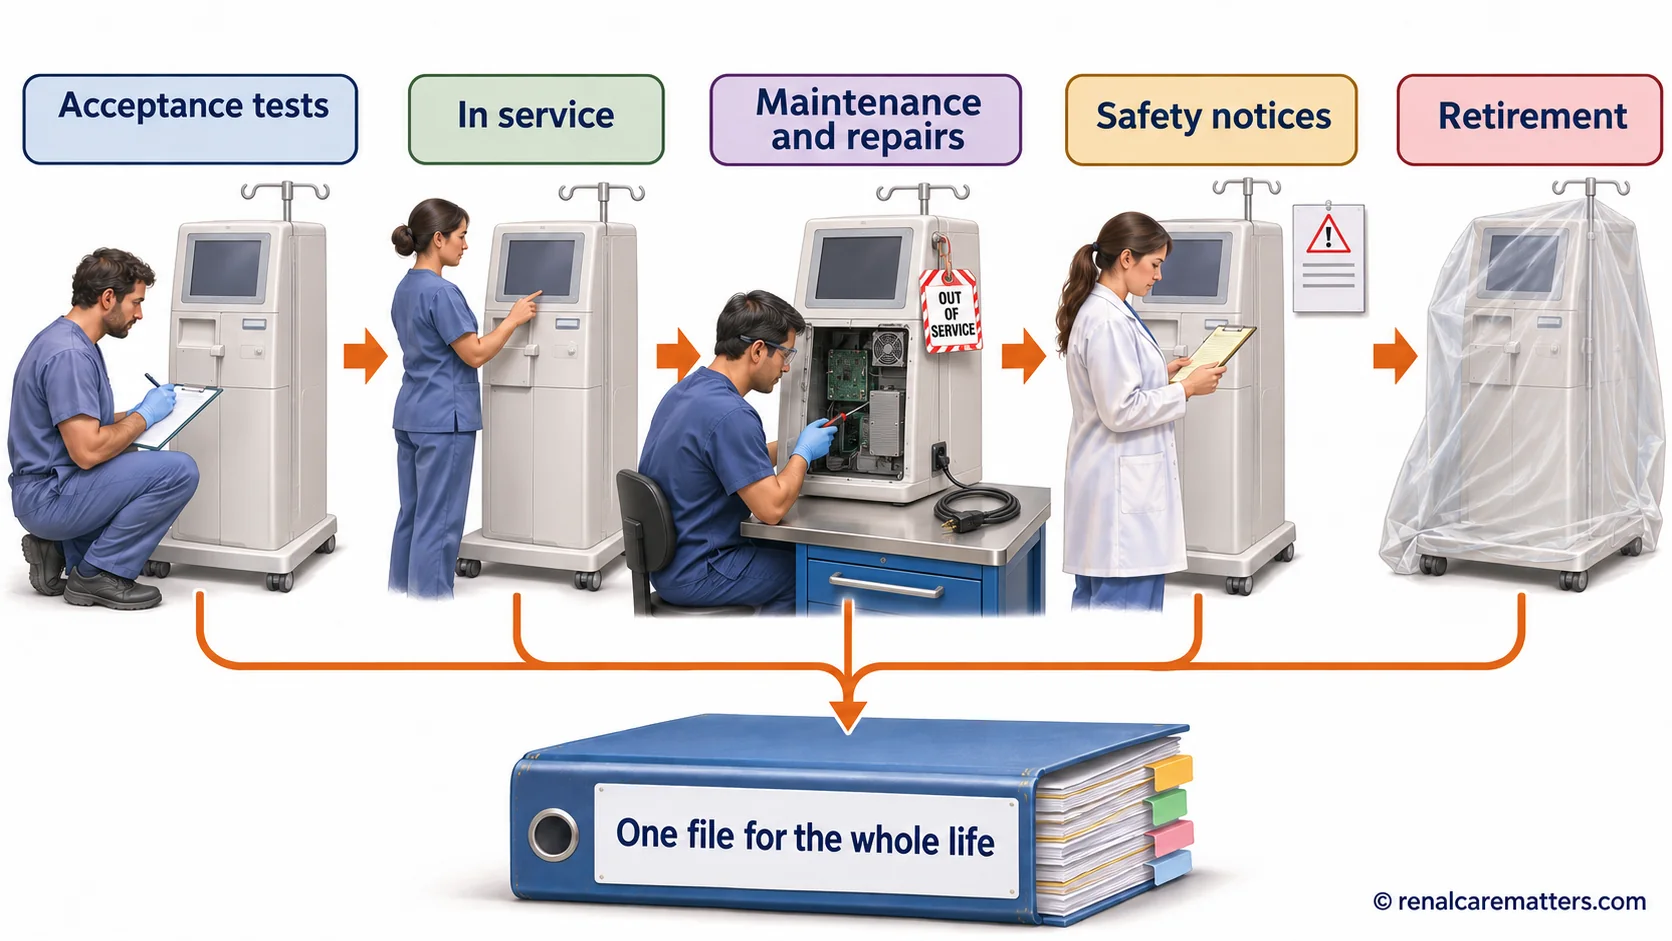 Acceptance tests
In service
Maintenance
and repairs
Safety notices
Retirement
OUT
OF
SERVICE
!
One file for the whole life
© renalcarematters.com